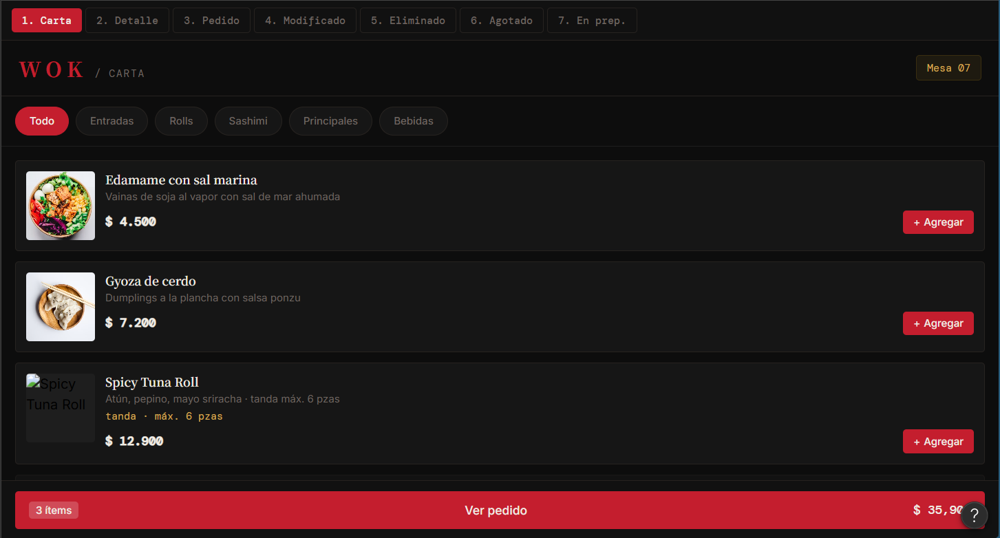 1. Carta
2. Detalle
3. Pedido
4. Modificado
5. Eliminado
6. Agotado
7. En prep.
WOK / CARTA
Mesa 07
Todo
Entradas
Rolls
Sashimi
Principales
Bebidas
Edamame con sal marina
Vainas de soja al vapor con sal de mar ahumada
$ 4.500
+ Agregar
Gyoza de cerdo
Dumplings a la plancha con salsa ponzu
$ 7.200
+ Agregar
Spicy
Tuna Roll
Spicy Tuna Roll
Atún, pepino, mayo sriracha · tanda máx. 6 pzas
tanda · máx. 6 pzas
$ 12.900
+ Agregar
3 ítems
Ver pedido
$ 35,90
?